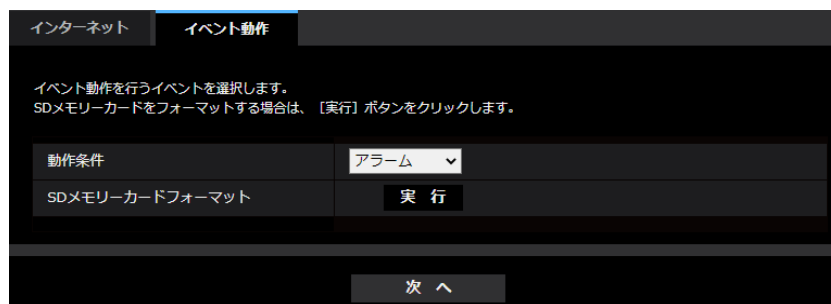 インターネット
イベント動作
イベント動作を行うイベントを選択します。
SDメモリーカードをフォーマットする場合は、［実行］ボタンをクリックします。
動作条件
アラーム
SDメモリーカードフォーマット
実 行
次 へ